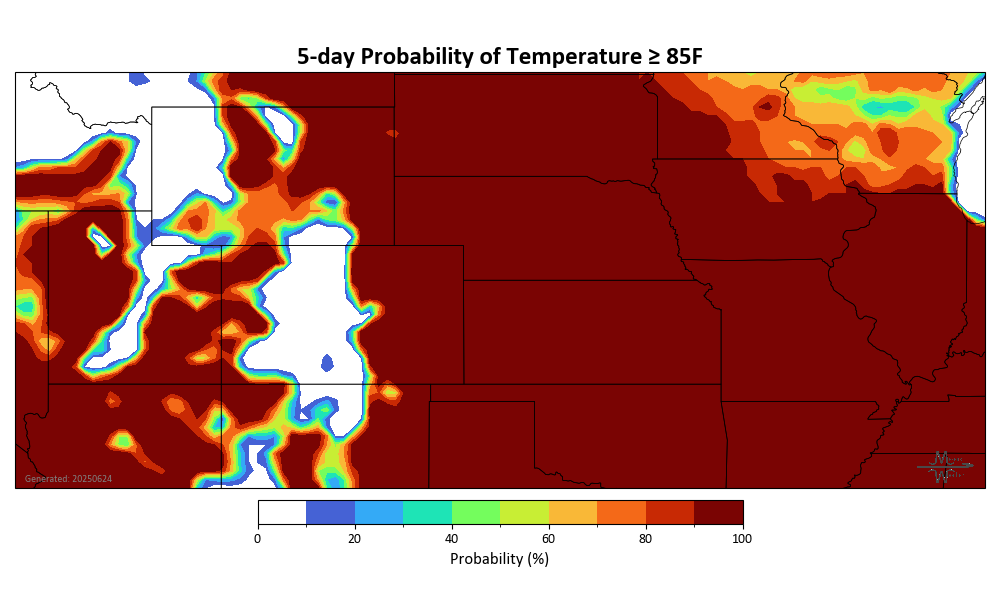 5-day Probability of Temperature ≥ 85F
Generated: 20250624
0 20 40 60 80 100
Probability (%)